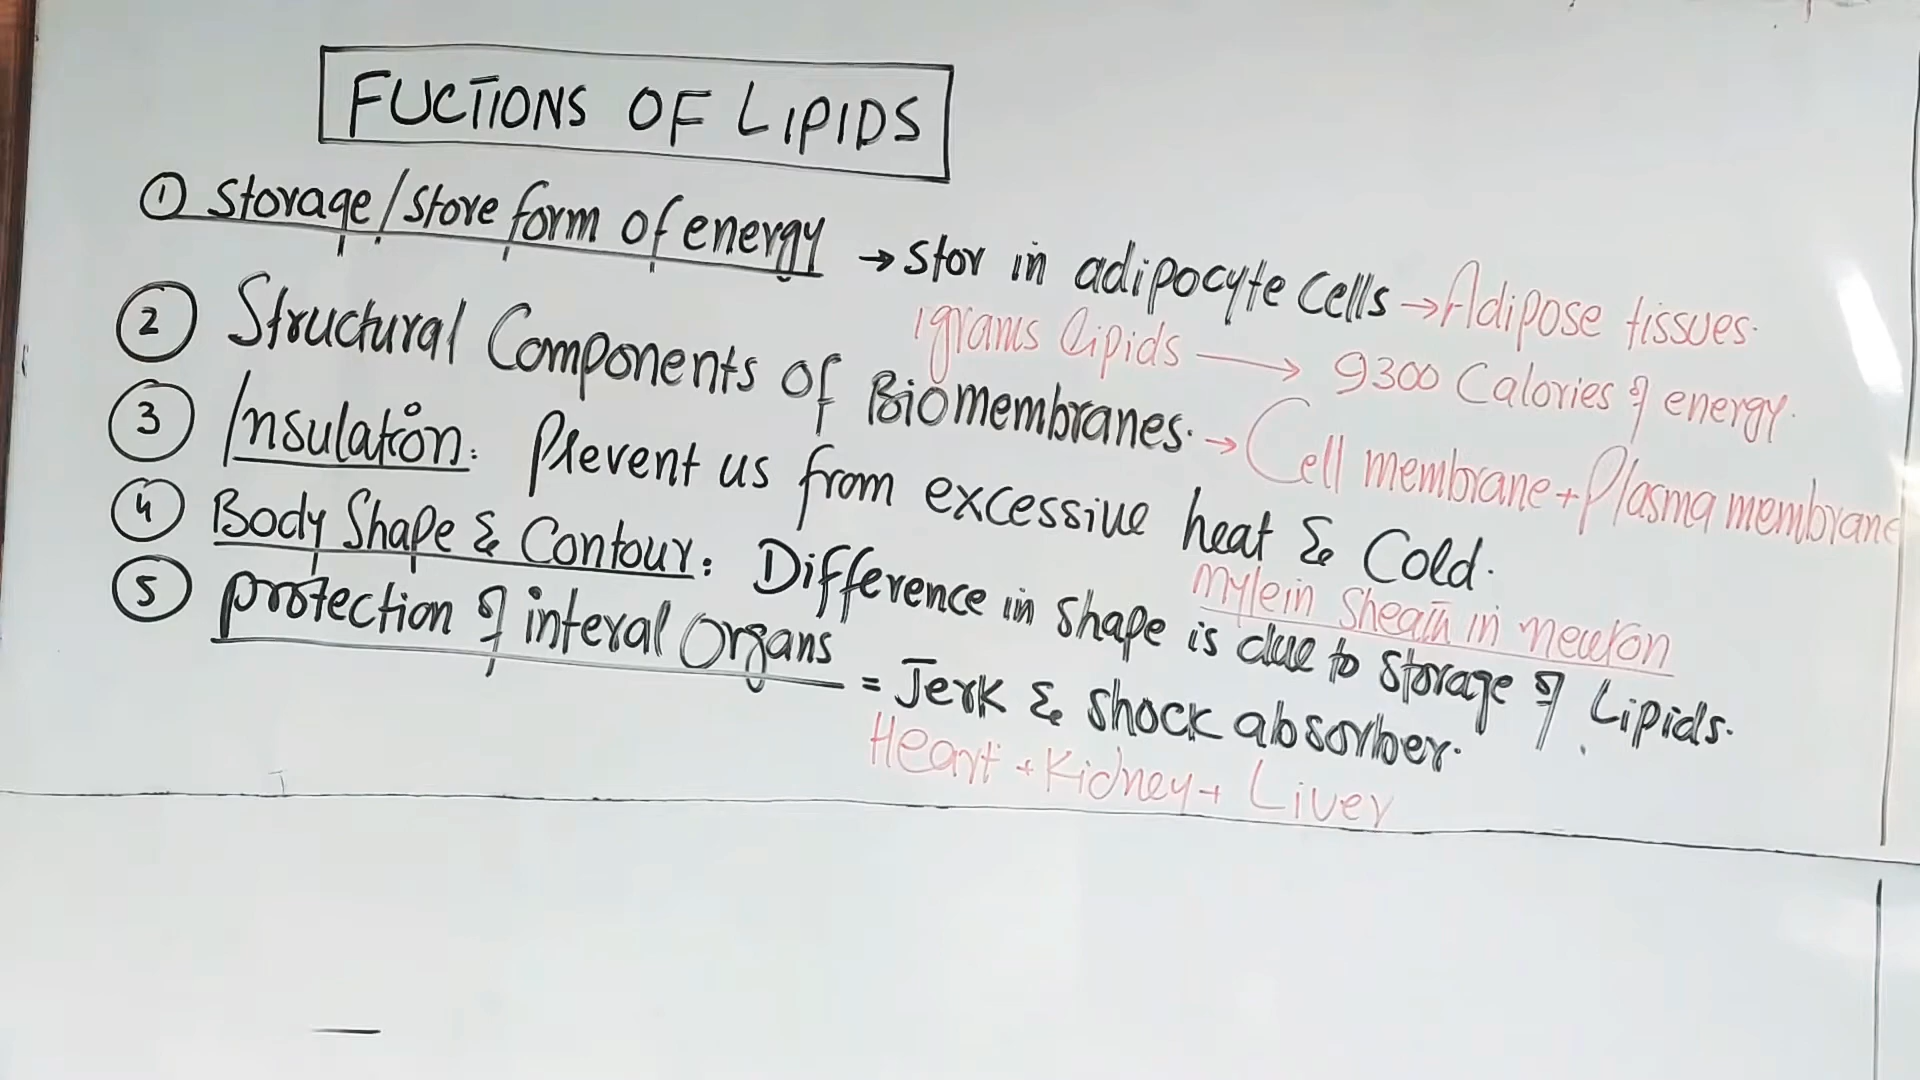 FUCTIONS OF LIPIDS
① Storage/Store form of energy → Stor in adipocyte Cells → Adipose tissues.
1grams lipids → 9300 Calories of energy.
② Structural Components of Biomembranes. → Cell membrane + Plasma membrane
③ Insulation: Prevent us from excessive heat & Cold.
Mylein Sheath in neuron
④ Body Shape & Contour: Difference in Shape is due to Storage of Lipids.
⑤ protection of interal Organs = Jerk & Shock absorber.
Heart + Kidney + Liver